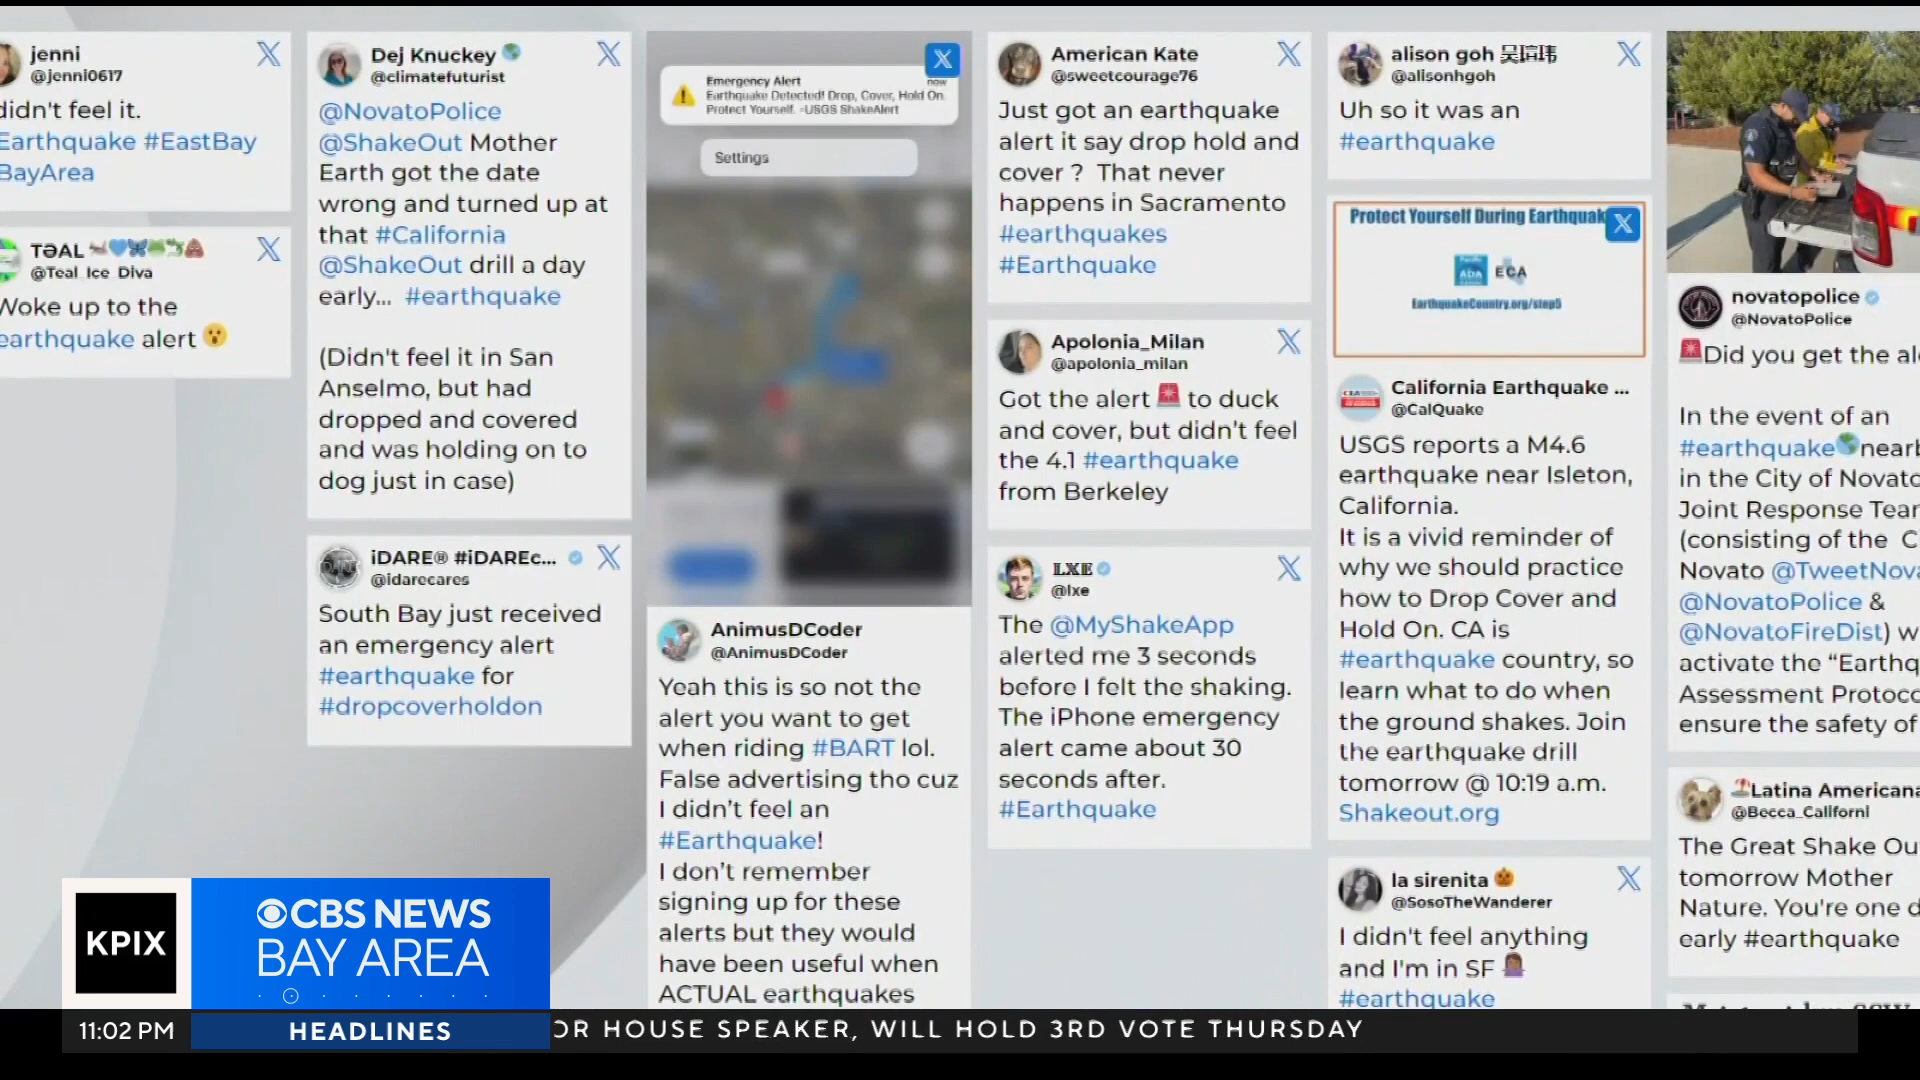 jenni
@jenni0617
didn't feel it.
Earthquake #EastBay
BayArea
TƏAL
@Teal_Ice_Diva
Woke up to the
earthquake alert 😮
Dej Knuckey 🌎
@climatefuturist
@NovatoPolice
@ShakeOut Mother
Earth got the date
wrong and turned up at
that #California
@ShakeOut drill a day
early... #earthquake
(Didn't feel it in San
Anselmo, but had
dropped and covered
and was holding on to
dog just in case)
iDARE® #iDAREc...
@idarecares
South Bay just received
an emergency alert
#earthquake for
#dropcoverholdon
Emergency Alert
now
Earthquake Detected! Drop, Cover, Hold On.
Protect Yourself. -USGS ShakeAlert
Settings
AnimusDCoder
@AnimusDCoder
Yeah this is so not the
alert you want to get
when riding #BART lol.
False advertising tho cuz
I didn't feel an
#Earthquake!
I don't remember
signing up for these
alerts but they would
have been useful when
ACTUAL earthquakes
American Kate
@sweetcourage76
Just got an earthquake
alert it say drop hold and
cover ? That never
happens in Sacramento
#earthquakes
#Earthquake
Apolonia_Milan
@apolonia_milan
Got the alert 🚨 to duck
and cover, but didn't feel
the 4.1 #earthquake
from Berkeley
𝕃𝕏𝔼
@lxe
The @MyShakeApp
alerted me 3 seconds
before I felt the shaking.
The iPhone emergency
alert came about 30
seconds after.
#Earthquake
alison goh 吴瑄玮
@alisonhgoh
Uh so it was an
#earthquake
Protect Yourself During Earthquak
Pacific
ADA
ECA
EarthquakeCountry.org/step5
California Earthquake ...
@CalQuake
USGS reports a M4.6
earthquake near Isleton,
California.
It is a vivid reminder of
why we should practice
how to Drop Cover and
Hold On. CA is
#earthquake country, so
learn what to do when
the ground shakes. Join
the earthquake drill
tomorrow @ 10:19 a.m.
Shakeout.org
la sirenita 🎃
@SosoTheWanderer
I didn't feel anything
and I'm in SF 🤷🏾‍♀️
#earthquake
novatopolice
@NovatoPolice
🚨Did you get the al
In the event of an
#earthquake🌎near
in the City of Novato
Joint Response Tea
(consisting of the C
Novato @TweetNova
@NovatoPolice &
@NovatoFireDist) w
activate the “Earthq
Assessment Protoco
ensure the safety of
🏖️Latina Americana
@Becca_Californi
The Great Shake Ou
tomorrow Mother
Nature. You're one d
early #earthquake
KPIX
CBS NEWS
BAY AREA
11:02 PM
HEADLINES
OR HOUSE SPEAKER, WILL HOLD 3RD VOTE THURSDAY